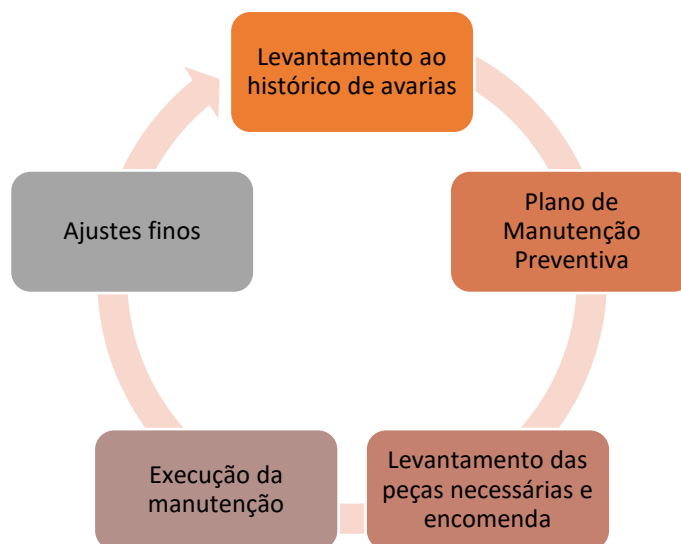 Levantamento ao
histórico de avarias
Plano de
Manutenção
Preventiva
Levantamento das
peças necessárias e
encomenda
Execução da
manutenção
Ajustes finos